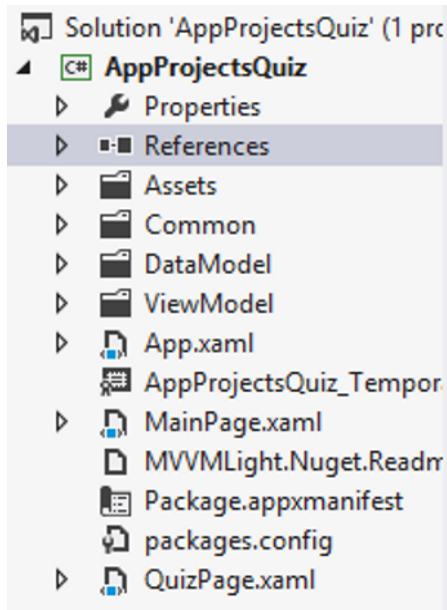 Solution 'AppProjectsQuiz' (1 pro
C# AppProjectsQuiz
Properties
References
Assets
Common
DataModel
ViewModel
App.xaml
AppProjectsQuiz_Tempor
MainPage.xaml
MVVMLight.Nuget.Readm
Package.appxmanifest
packages.config
QuizPage.xaml